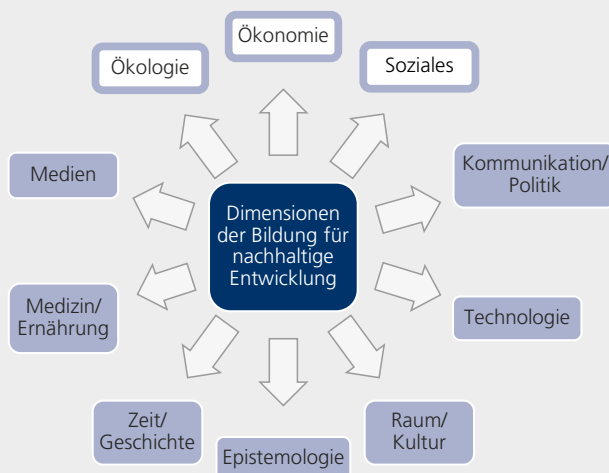 Ökonomie
Ökologie
Soziales
Medien
Kommunikation/
Politik
Dimensionen
der Bildung für
nachhaltige
Entwicklung
Medizin/
Ernährung
Technologie
Zeit/
Geschichte
Raum/
Kultur
Epistemologie